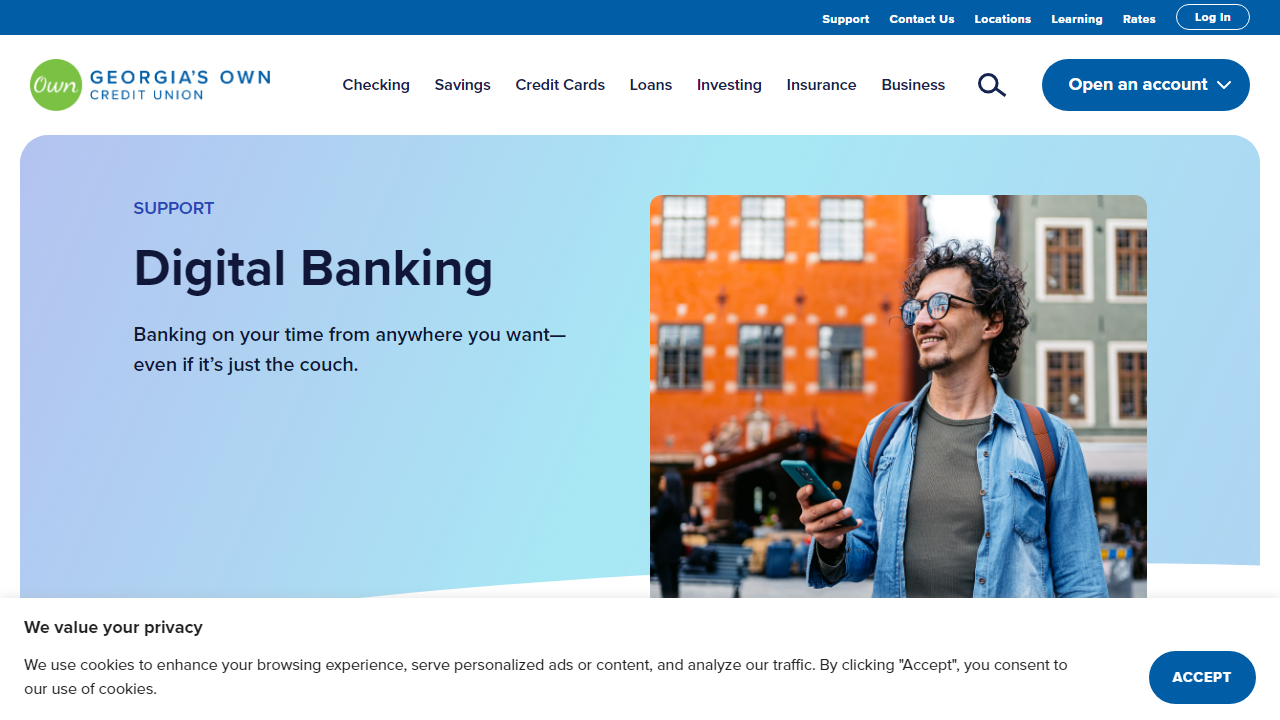 Support Contact Us Locations Learning Rates Log In
Own GEORGIA'S OWN
CREDIT UNION
Checking Savings Credit Cards Loans Investing Insurance Business Open an account
SUPPORT
Digital Banking
Banking on your time from anywhere you want—
even if it’s just the couch.
We value your privacy
We use cookies to enhance your browsing experience, serve personalized ads or content, and analyze our traffic. By clicking "Accept", you consent to
our use of cookies.
ACCEPT